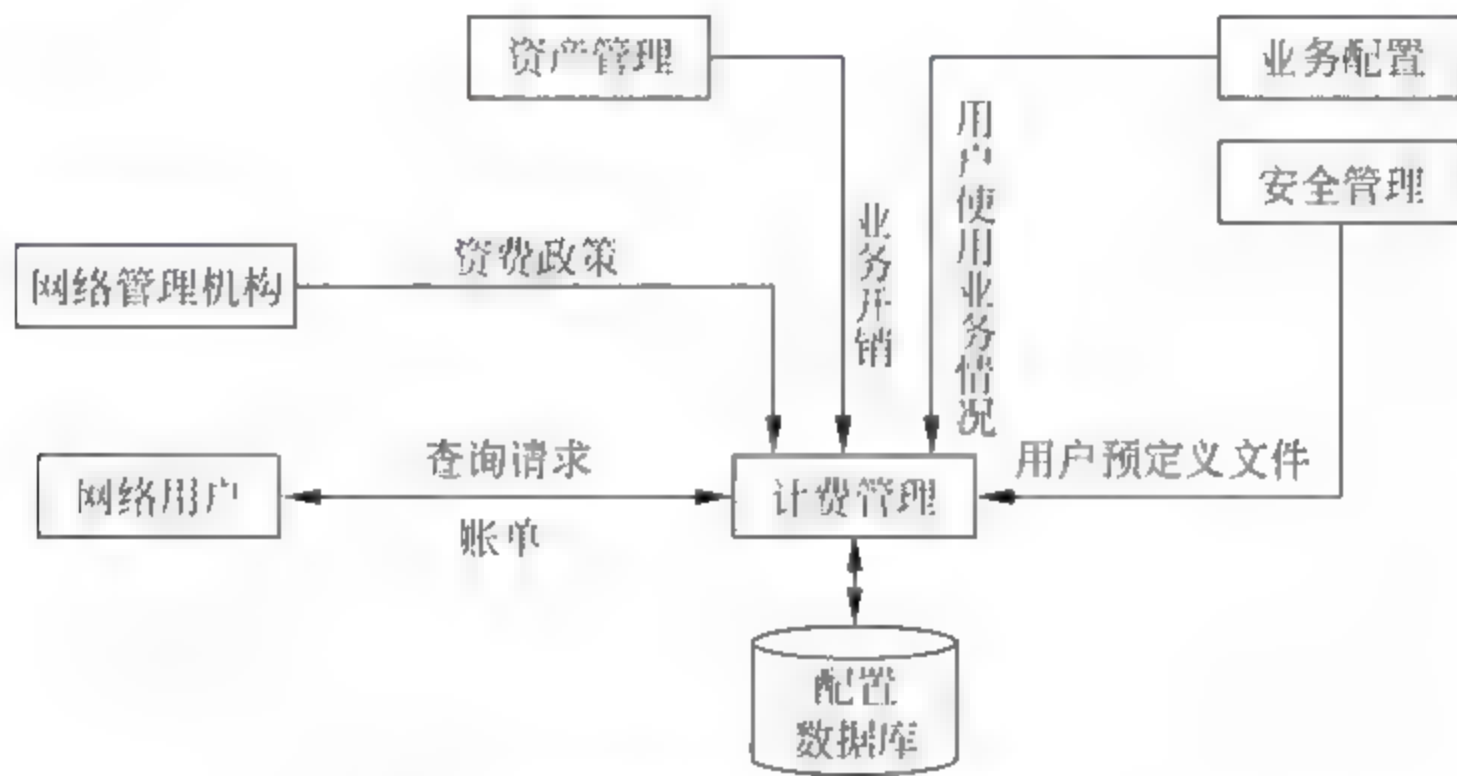 资产管理
业务配置
用户使用业务情况
安全管理
业务开销
资费政策
网络管理机构
查询请求
用户预定义文件
网络用户
计费管理
账单
配置
数据库